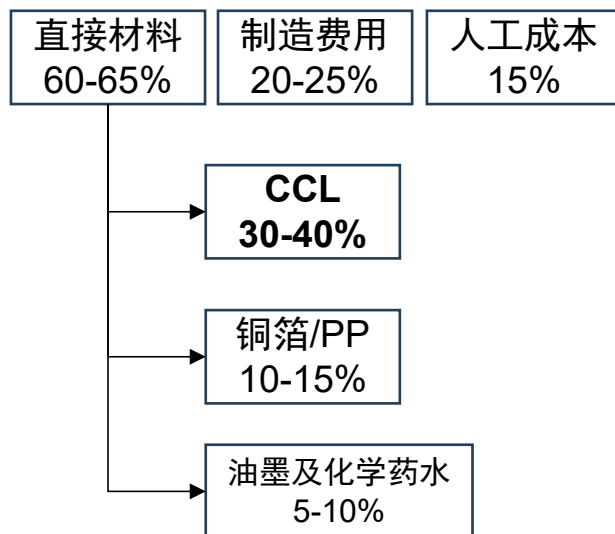 直接材料
60-65%
制造费用
20-25%
人工成本
15%
CCL
30-40%
铜箔/PP
10-15%
油墨及化学药水
5-10%